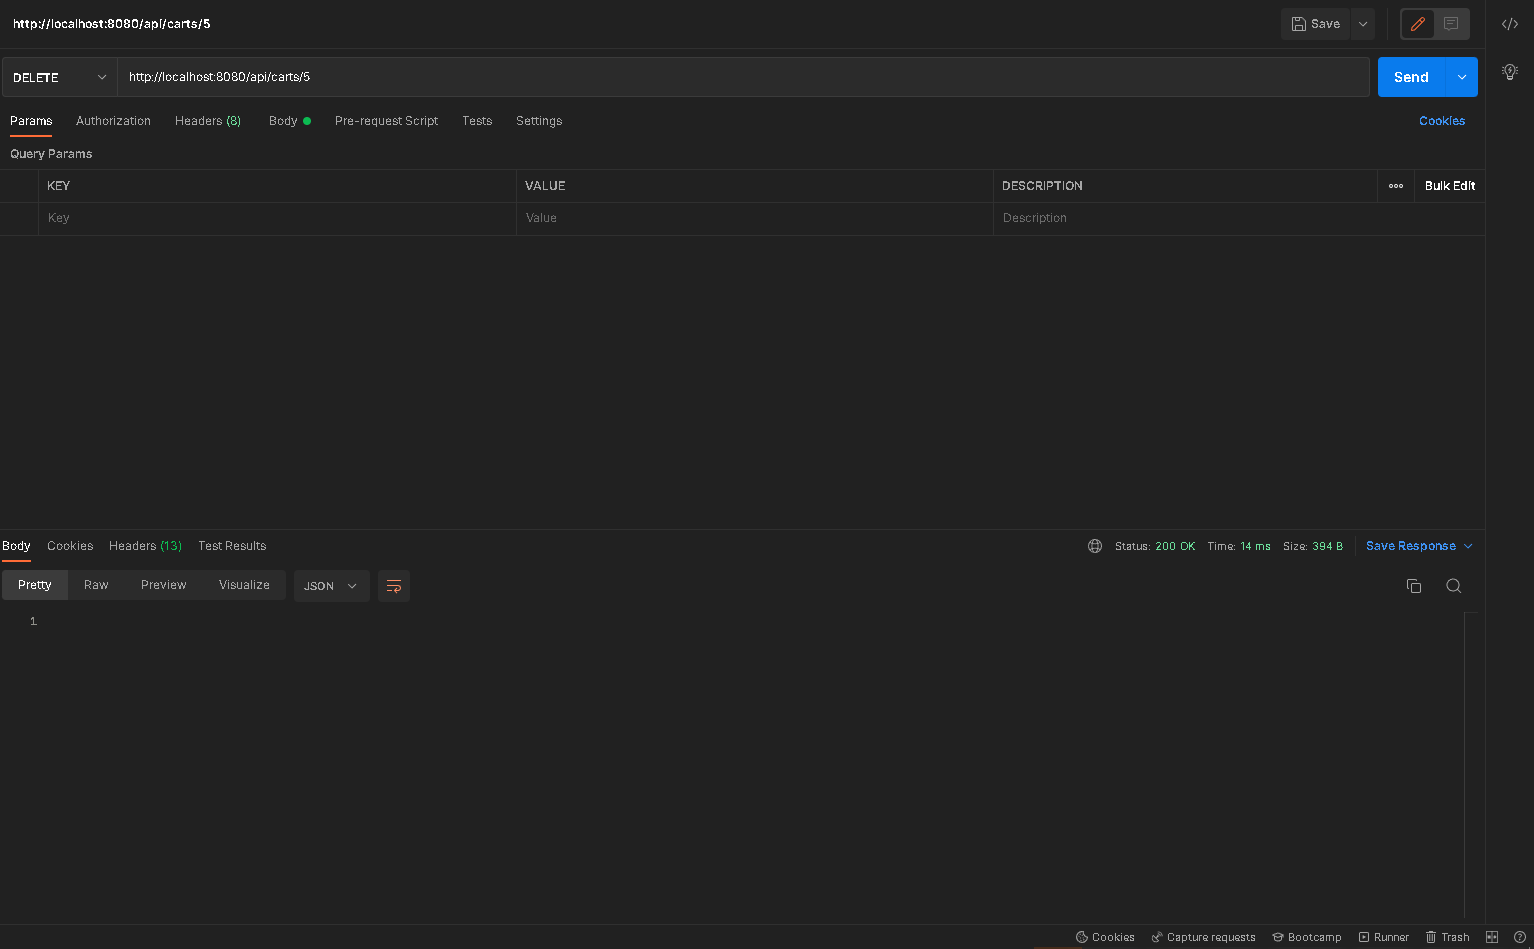 http://localhost:8080/api/carts/5
Save
DELETE
http://localhost:8080/api/carts/5
Send
Params Authorization Headers (8) Body Pre-request Script Tests Settings Cookies
Query Params
KEY VALUE DESCRIPTION Bulk Edit
Key Value Description
Body Cookies Headers (13) Test Results Status: 200 OK Time: 14 ms Size: 394 B Save Response
Pretty Raw Preview Visualize JSON
1
Cookies Capture requests Bootcamp Runner Trash